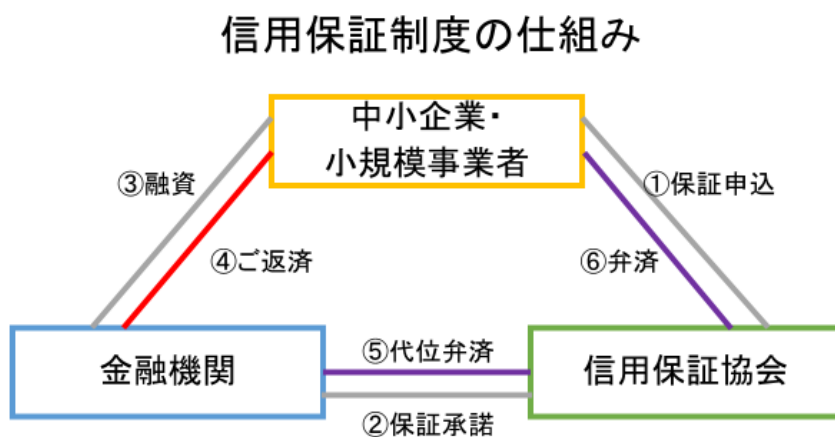 信用保証制度の仕組み
中小企業・
小規模事業者
③融資
①保証申込
④ご返済
⑥弁済
金融機関
⑤代位弁済
信用保証協会
②保証承諾